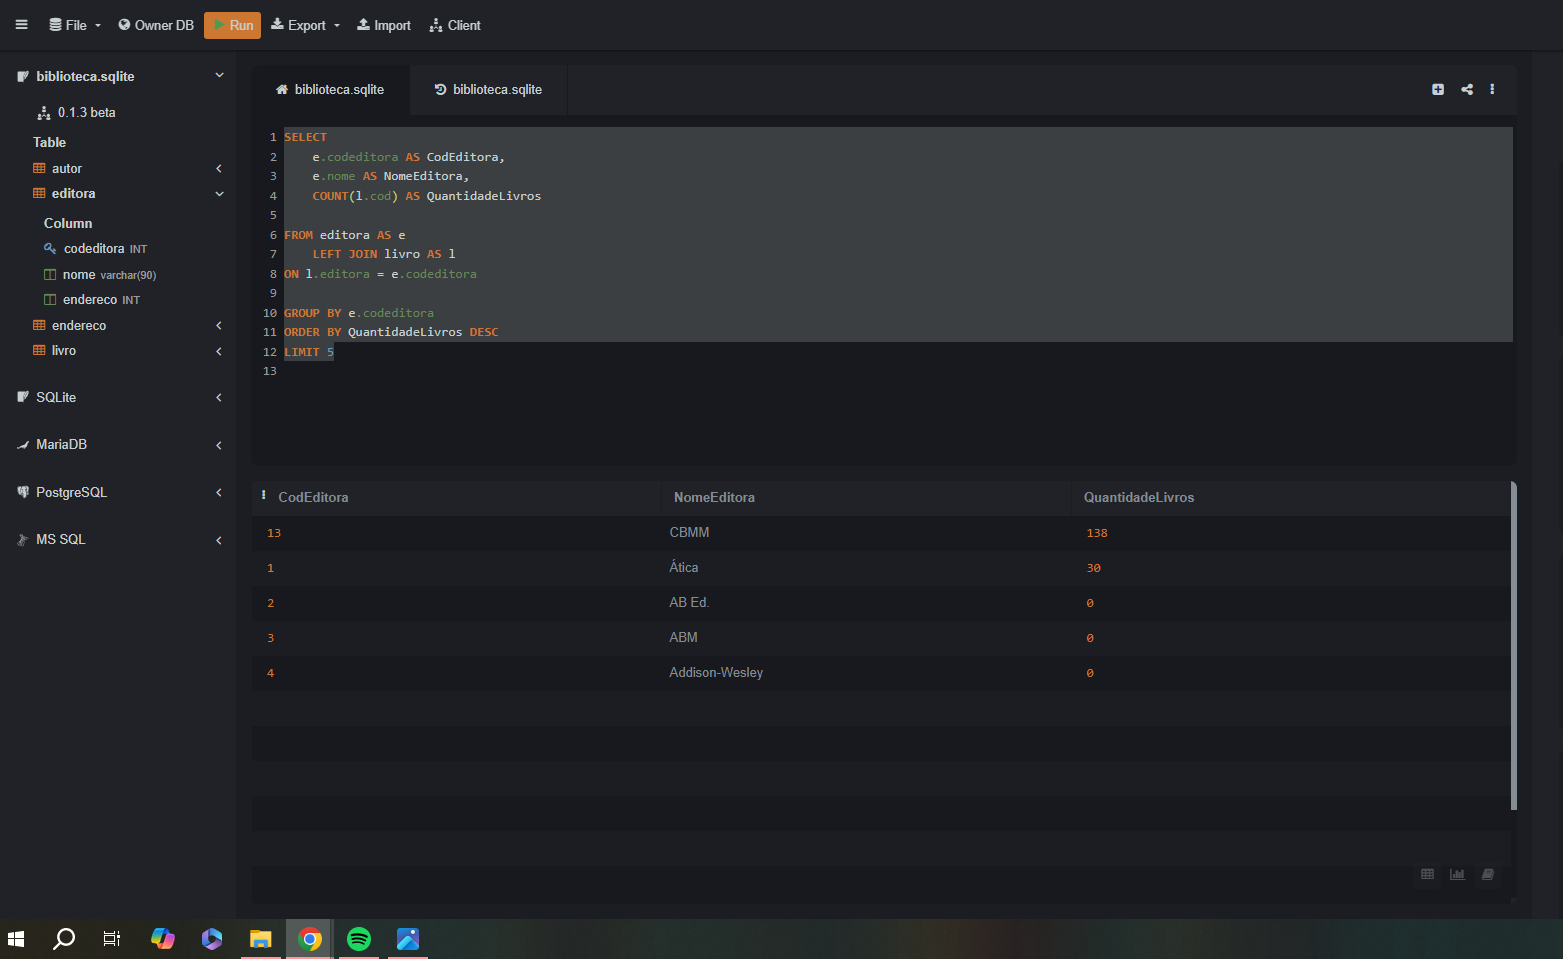 File Owner DB Run Export Import Client
biblioteca.sqlite
0.1.3 beta
Table
autor
editora
Column
codeditora INT
nome varchar(90)
endereco INT
endereco
livro
SQLite
MariaDB
PostgreSQL
MS SQL
biblioteca.sqlite biblioteca.sqlite
1 SELECT
2 e.codeditora AS CodEditora,
3 e.nome AS NomeEditora,
4 COUNT(l.cod) AS QuantidadeLivros
5
6 FROM editora AS e
7 LEFT JOIN livro AS l
8 ON l.editora = e.codeditora
9
10 GROUP BY e.codeditora
11 ORDER BY QuantidadeLivros DESC
12 LIMIT 5
13
CodEditora NomeEditora QuantidadeLivros
13 CBMM 138
1 Ática 30
2 AB Ed. 0
3 ABM 0
4 Addison-Wesley 0